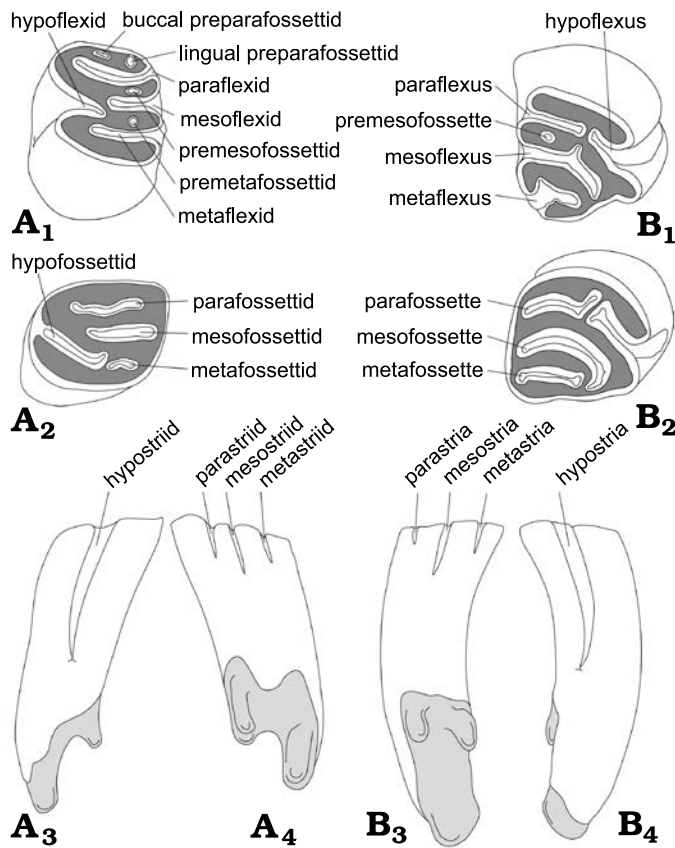 hypoflexid
buccal preparafossettid
lingual preparafossettid
paraflexid
mesoflexid
premesofossettid
premetafossettid
metaflexid
A1
hypoflexus
paraflexus
premesofossette
mesoflexus
metaflexus
B1
hypofossettid
parafossettid
mesofossettid
metafossettid
A2
parafossette
mesofossette
metafossette
B2
hypostriid
parastriid
mesostriid
metastriid
parastria
mesostria
metastria
hypostria
A3
A4
B3
B4